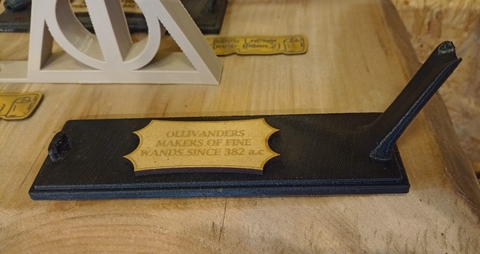 OLLIVANDERS
MAKERS OF FINE
WANDS SINCE 382 a.c